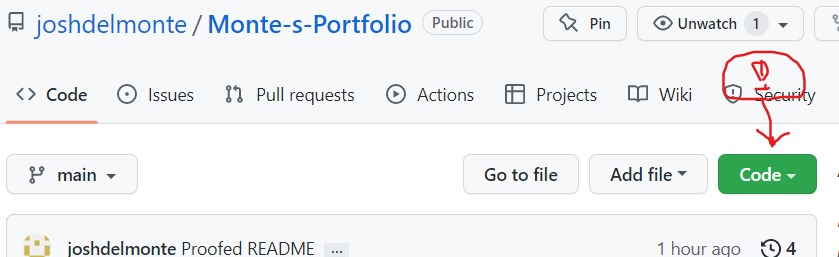 joshdelmonte / Monte-s-Portfolio Public Pin Unwatch 1
Code Issues Pull requests Actions Projects Wiki Security
main Go to file Add file Code
joshdelmonte Proofed README ... 1 hour ago 4